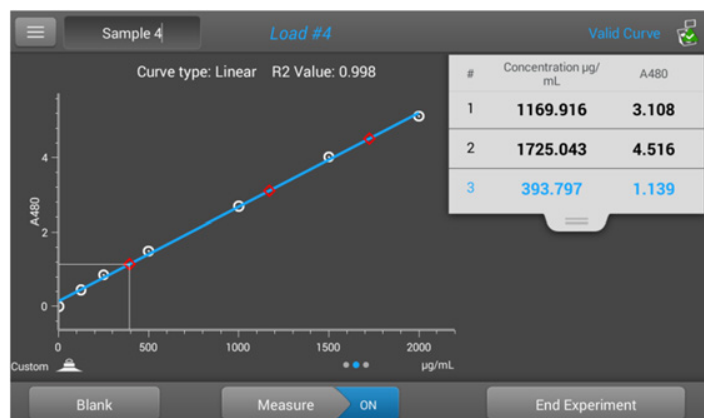 Sample 4
Load #4
Valid Curve
Curve type: Linear R2 Value: 0.998
A480
4
2
0
0 500 1000 1500 2000
Custom
µg/mL
# Concentration µg/
mL A480
1 1169.916 3.108
2 1725.043 4.516
3 393.797 1.139
Blank
Measure ON
End Experiment